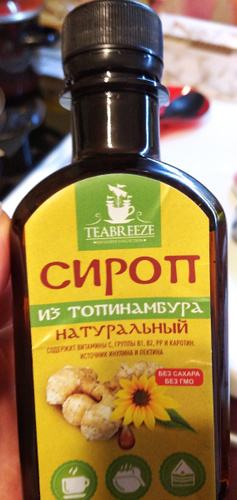 TEABREEZE
СИРОП
ИЗ ТОПИНАМБУРА
НАТУРАЛЬНЫЙ
СОДЕРЖИТ ВИТАМИНЫ С, ГРУППЫ В1, В2, РР И КАРОТИН.
ИСТОЧНИК ИНУЛИНА И ПЕКТИНА
БЕЗ САХАРА
БЕЗ ГМО